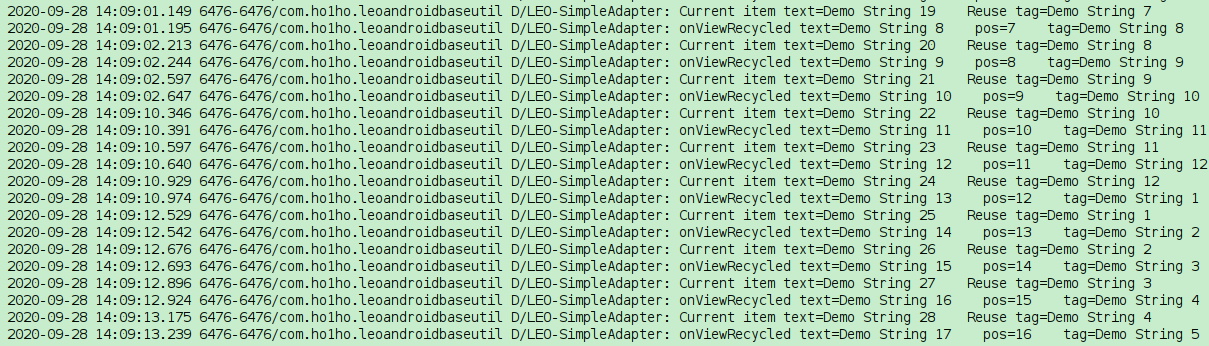 2020-09-28 14:09:01.149 6476-6476/com.ho1ho.leoandroidbaseutil D/LEO-SimpleAdapter: Current item text=Demo String 19    Reuse tag=Demo String 7
2020-09-28 14:09:01.195 6476-6476/com.ho1ho.leoandroidbaseutil D/LEO-SimpleAdapter: onViewRecycled text=Demo String 8    pos=7    tag=Demo String 8
2020-09-28 14:09:02.213 6476-6476/com.ho1ho.leoandroidbaseutil D/LEO-SimpleAdapter: Current item text=Demo String 20    Reuse tag=Demo String 8
2020-09-28 14:09:02.244 6476-6476/com.ho1ho.leoandroidbaseutil D/LEO-SimpleAdapter: onViewRecycled text=Demo String 9    pos=8    tag=Demo String 9
2020-09-28 14:09:02.597 6476-6476/com.ho1ho.leoandroidbaseutil D/LEO-SimpleAdapter: Current item text=Demo String 21    Reuse tag=Demo String 9
2020-09-28 14:09:02.647 6476-6476/com.ho1ho.leoandroidbaseutil D/LEO-SimpleAdapter: onViewRecycled text=Demo String 10    pos=9    tag=Demo String 10
2020-09-28 14:09:10.346 6476-6476/com.ho1ho.leoandroidbaseutil D/LEO-SimpleAdapter: Current item text=Demo String 22    Reuse tag=Demo String 10
2020-09-28 14:09:10.391 6476-6476/com.ho1ho.leoandroidbaseutil D/LEO-SimpleAdapter: onViewRecycled text=Demo String 11    pos=10    tag=Demo String 11
2020-09-28 14:09:10.597 6476-6476/com.ho1ho.leoandroidbaseutil D/LEO-SimpleAdapter: Current item text=Demo String 23    Reuse tag=Demo String 11
2020-09-28 14:09:10.640 6476-6476/com.ho1ho.leoandroidbaseutil D/LEO-SimpleAdapter: onViewRecycled text=Demo String 12    pos=11    tag=Demo String 12
2020-09-28 14:09:10.929 6476-6476/com.ho1ho.leoandroidbaseutil D/LEO-SimpleAdapter: Current item text=Demo String 24    Reuse tag=Demo String 12
2020-09-28 14:09:10.974 6476-6476/com.ho1ho.leoandroidbaseutil D/LEO-SimpleAdapter: onViewRecycled text=Demo String 13    pos=12    tag=Demo String 1
2020-09-28 14:09:12.529 6476-6476/com.ho1ho.leoandroidbaseutil D/LEO-SimpleAdapter: Current item text=Demo String 25    Reuse tag=Demo String 1
2020-09-28 14:09:12.542 6476-6476/com.ho1ho.leoandroidbaseutil D/LEO-SimpleAdapter: onViewRecycled text=Demo String 14    pos=13    tag=Demo String 2
2020-09-28 14:09:12.676 6476-6476/com.ho1ho.leoandroidbaseutil D/LEO-SimpleAdapter: Current item text=Demo String 26    Reuse tag=Demo String 2
2020-09-28 14:09:12.693 6476-6476/com.ho1ho.leoandroidbaseutil D/LEO-SimpleAdapter: onViewRecycled text=Demo String 15    pos=14    tag=Demo String 3
2020-09-28 14:09:12.896 6476-6476/com.ho1ho.leoandroidbaseutil D/LEO-SimpleAdapter: Current item text=Demo String 27    Reuse tag=Demo String 3
2020-09-28 14:09:12.924 6476-6476/com.ho1ho.leoandroidbaseutil D/LEO-SimpleAdapter: onViewRecycled text=Demo String 16    pos=15    tag=Demo String 4
2020-09-28 14:09:13.175 6476-6476/com.ho1ho.leoandroidbaseutil D/LEO-SimpleAdapter: Current item text=Demo String 28    Reuse tag=Demo String 4
2020-09-28 14:09:13.239 6476-6476/com.ho1ho.leoandroidbaseutil D/LEO-SimpleAdapter: onViewRecycled text=Demo String 17    pos=16    tag=Demo String 5